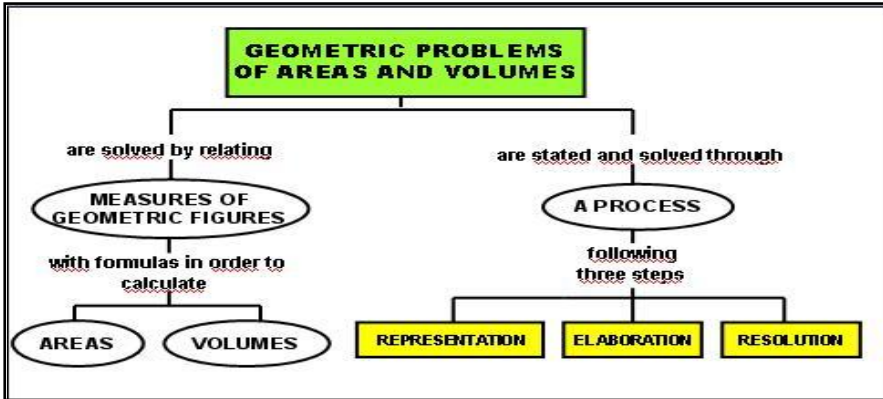 GEOMETRIC PROBLEMS
OF AREAS AND VOLUMES
are solved by relating
MEASURES OF
GEOMETRIC FIGURES
with formulas in order to
calculate
AREAS
VOLUMES
are stated and solved through
A PROCESS
following
three steps
REPRESENTATION
ELABORATION
RESOLUTION